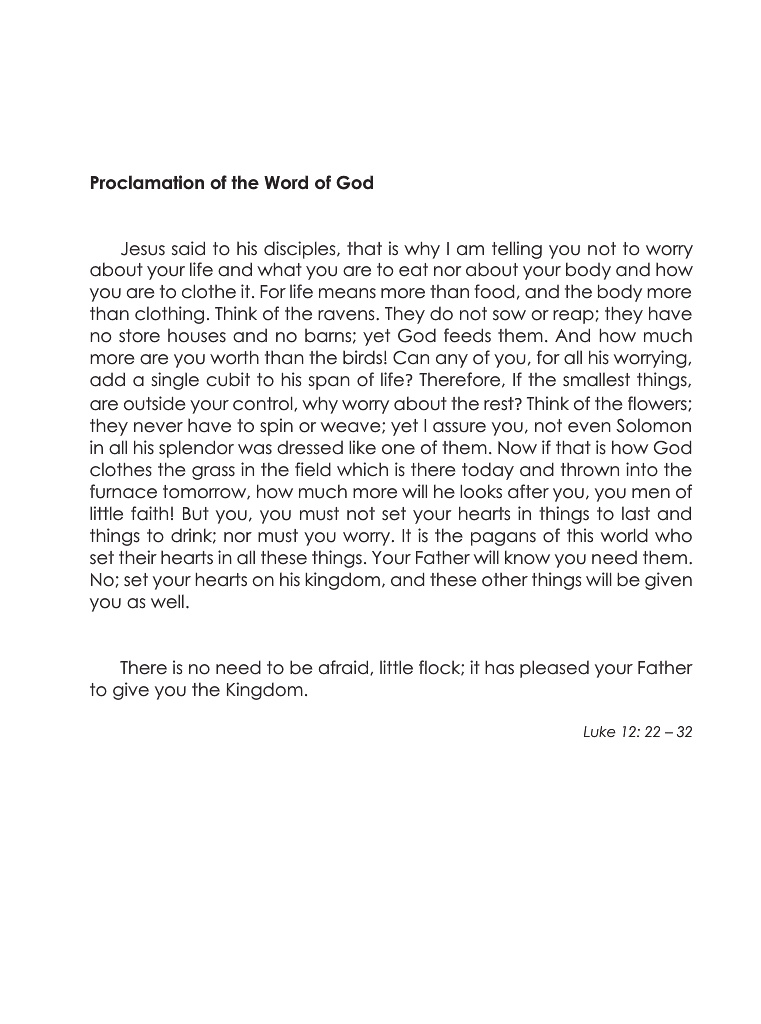 Proclamation of the Word of God
Jesus said to his disciples, that is why I am telling you not to worry
about your life and what you are to eat nor about your body and how
you are to clothe it. For life means more than food, and the body more
than clothing. Think of the ravens. They do not sow or reap; they have
no store houses and no barns; yet God feeds them. And how much
more are you worth than the birds! Can any of you, for all his worrying,
add a single cubit to his span of life? Therefore, If the smallest things,
are outside your control, why worry about the rest? Think of the flowers;
they never have to spin or weave; yet I assure you, not even Solomon
in all his splendor was dressed like one of them. Now if that is how God
clothes the grass in the field which is there today and thrown into the
furnace tomorrow, how much more will he looks after you, you men of
little faith! But you, you must not set your hearts in things to last and
things to drink; nor must you worry. It is the pagans of this world who
set their hearts in all these things. Your Father will know you need them.
No; set your hearts on his kingdom, and these other things will be given
you as well.
There is no need to be afraid, little flock; it has pleased your Father
to give you the Kingdom.
Luke 12: 22 – 32